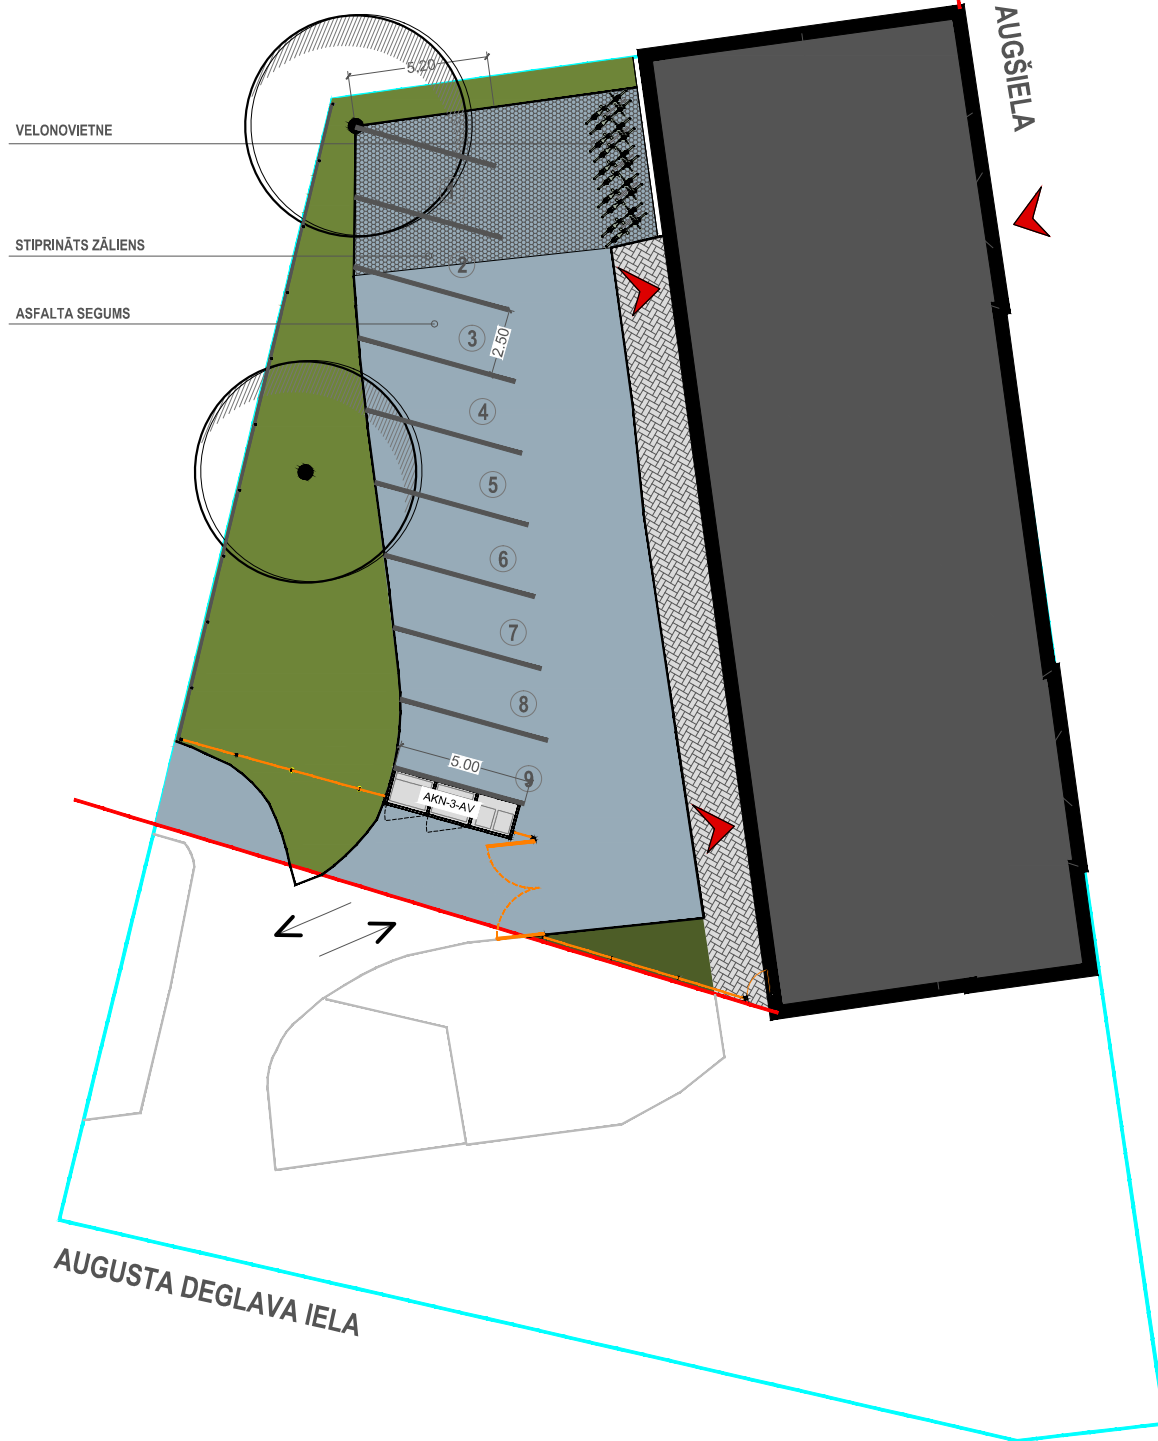 AUGŠIELA
5.20
VELONOVIETNE
STIPRINĀTS ZĀLIENS
2
ASFALTA SEGUMS
3
2.50
4
5
6
7
8
5.00
9
AKN-3-AV
AUGUSTA DEGLAVA IELA